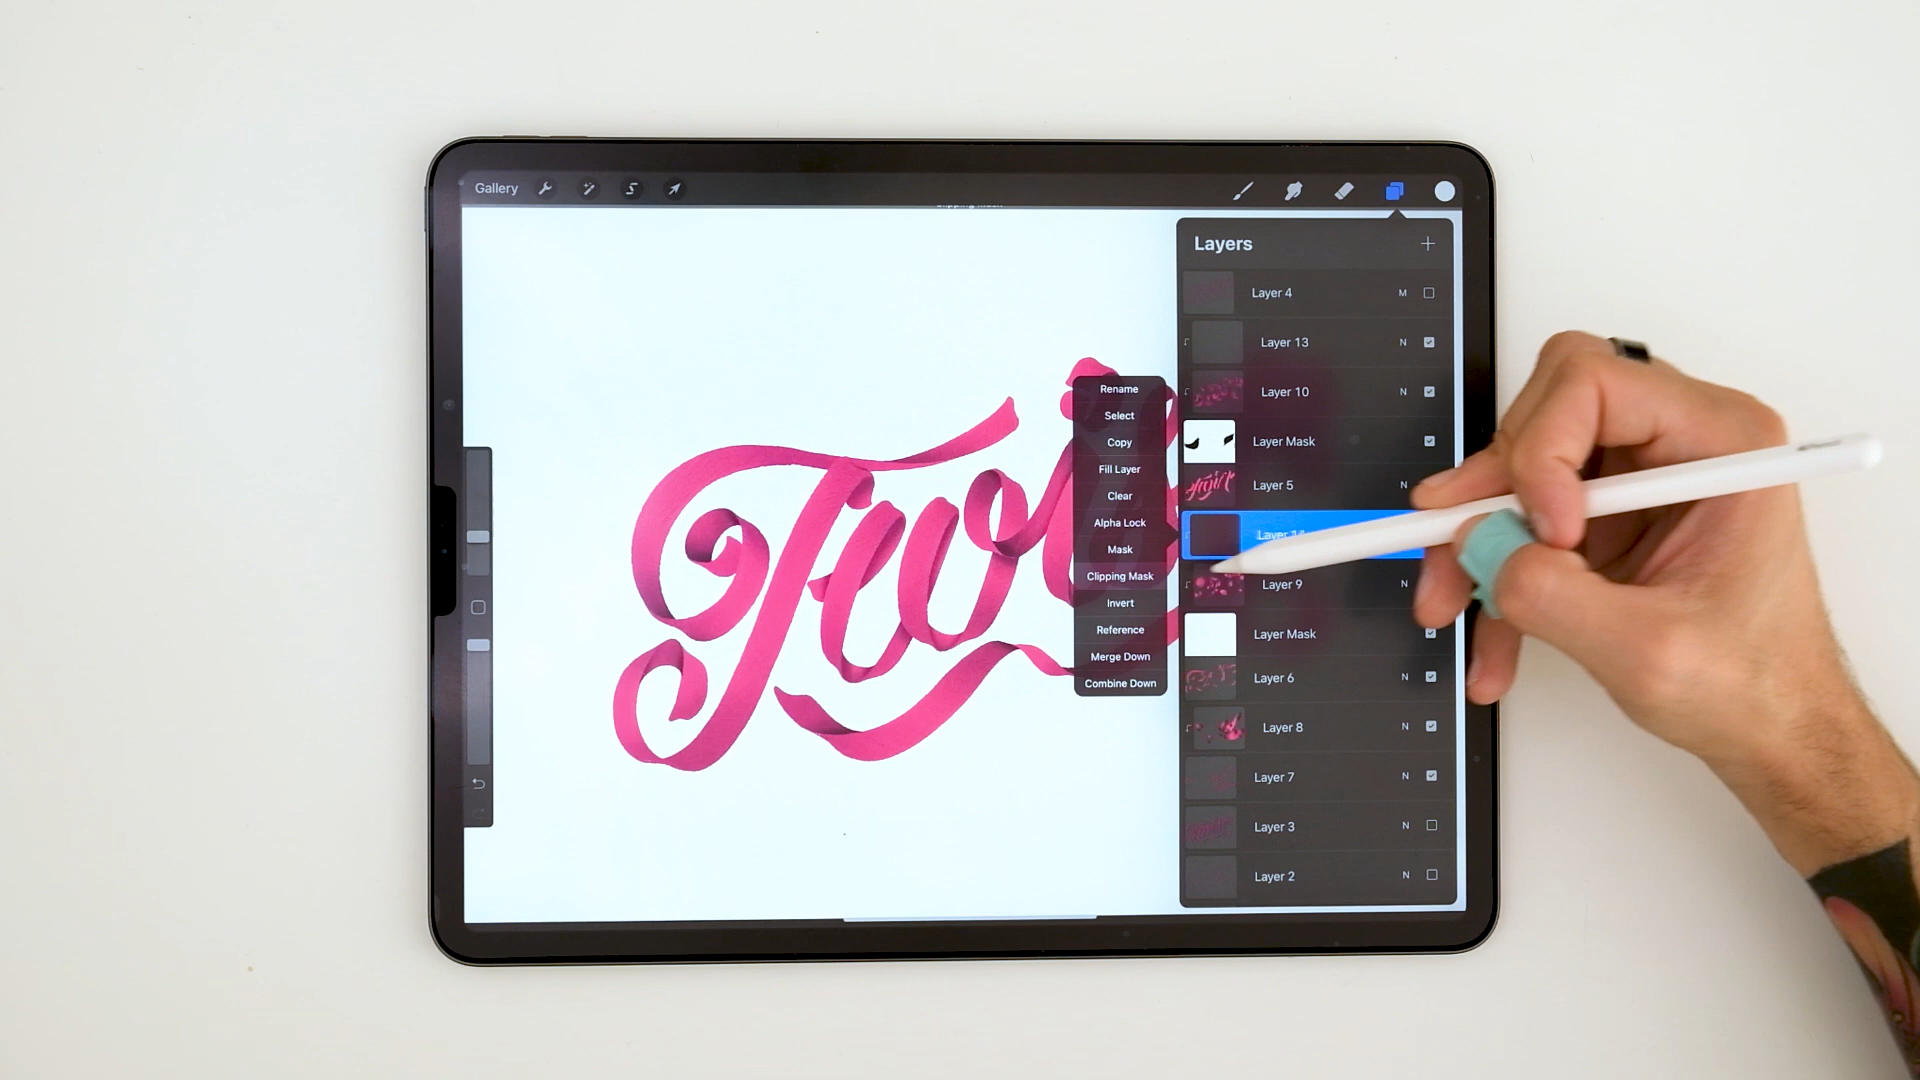 Gallery
Layers
Layer 4 M
Layer 13 N
Layer 10 N
Layer Mask
Layer 5 N
Layer 9 N
Layer Mask
Layer 6 N
Layer 8 N
Layer 7 N
Layer 3 N
Layer 2 N
Rename
Select
Copy
Fill Layer
Clear
Alpha Lock
Mask
Clipping Mask
Invert
Reference
Merge Down
Combine Down